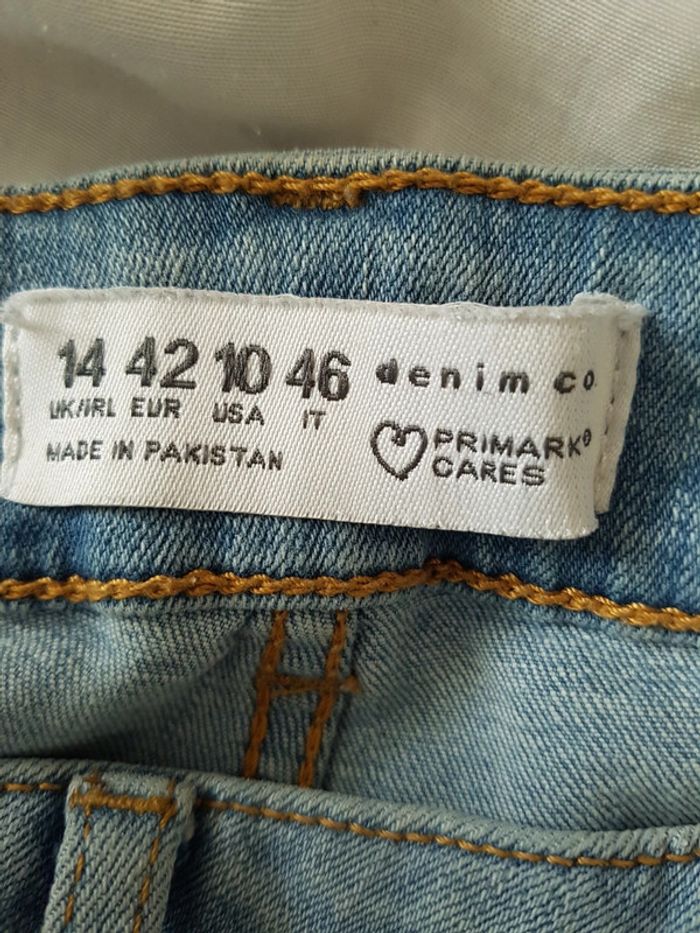 14 42 10 46
UK/IRL EUR USA IT
MADE IN PAKISTAN
denim co
PRIMARK®
CARES